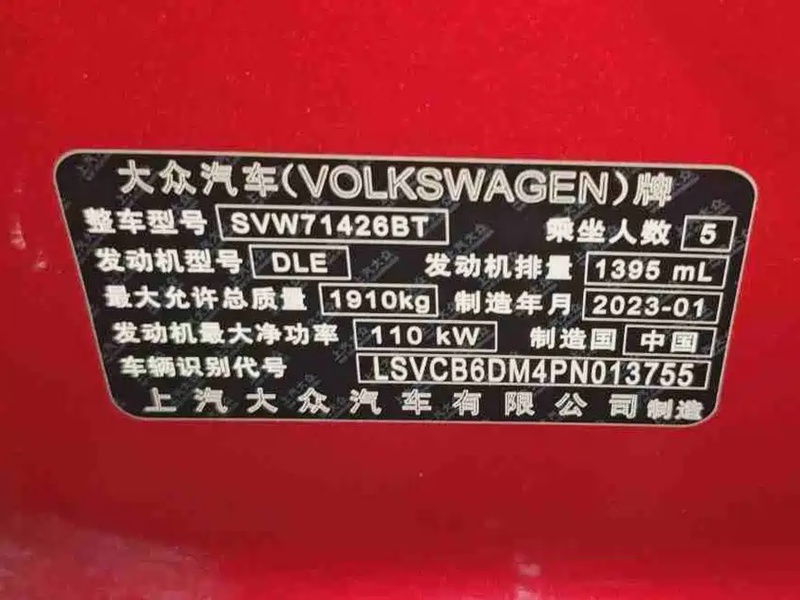 大众汽车(VOLKSWAGEN)牌
整车型号 SVW71426BT 乘坐人数 5
发动机型号 DLE 发动机排量 1395 mL
最大允许总质量 1910kg 制造年月 2023-01
发动机最大净功率 110 kW 制造国 中国
车辆识别代号 LSVCB6DM4PN013755
上汽大众汽车有限公司 制造